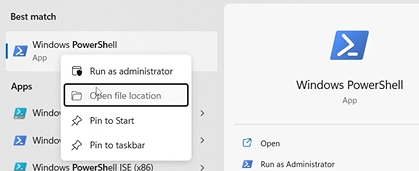 Best match
Windows PowerShell
App
Run as administrator
Open file location
Apps
Pin to Start
Pin to taskbar
Windows PowerShell ISE (x86)
Windows PowerShell
App
Open
Run as Administrator